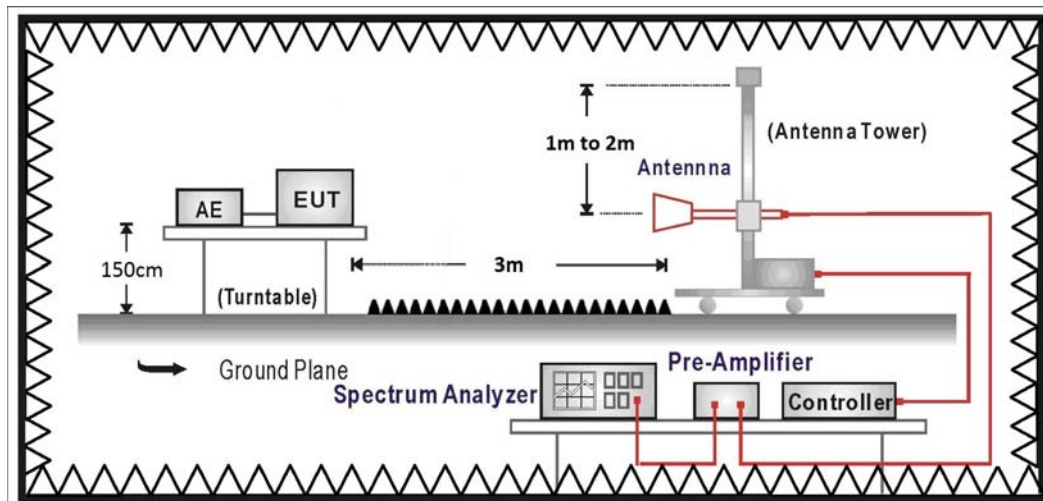 1m to 2m
(Antenna Tower)
Antennna
AE
EUT
150cm
(Turntable)
3m
Ground Plane
Pre-Amplifier
Spectrum Analyzer
Controller